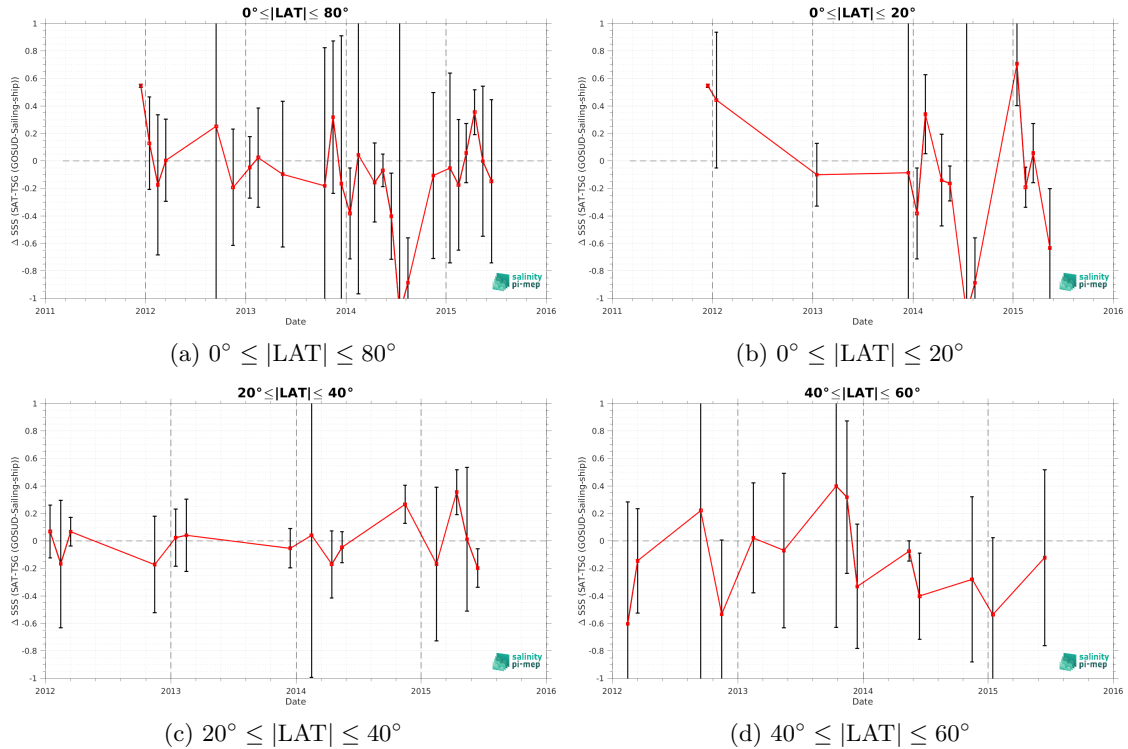 0°≤|LAT|≤ 80°
Δ SSS (SAT-TSG (GOSUD-Sailing-ship))
1
0.8
0.6
0.4
0.2
0
-0.2
-0.4
-0.6
-0.8
-1
2011 2012 2013 2014 2015 2016
Date
salinity
pi-mep
(a) 0° ≤ |LAT| ≤ 80°
0°≤|LAT|≤ 20°
Δ SSS (SAT-TSG (GOSUD-Sailing-ship))
1
0.8
0.6
0.4
0.2
0
-0.2
-0.4
-0.6
-0.8
-1
2011 2012 2013 2014 2015 2016
Date
salinity
pi-mep
(b) 0° ≤ |LAT| ≤ 20°
20°≤|LAT|≤ 40°
Δ SSS (SAT-TSG (GOSUD-Sailing-ship))
1
0.8
0.6
0.4
0.2
0
-0.2
-0.4
-0.6
-0.8
-1
2012 2013 2014 2015 2016
Date
salinity
pi-mep
(c) 20° ≤ |LAT| ≤ 40°
40°≤|LAT|≤ 60°
Δ SSS (SAT-TSG (GOSUD-Sailing-ship))
1
0.8
0.6
0.4
0.2
0
-0.2
-0.4
-0.6
-0.8
-1
2012 2013 2014 2015 2016
Date
salinity
pi-mep
(d) 40° ≤ |LAT| ≤ 60°